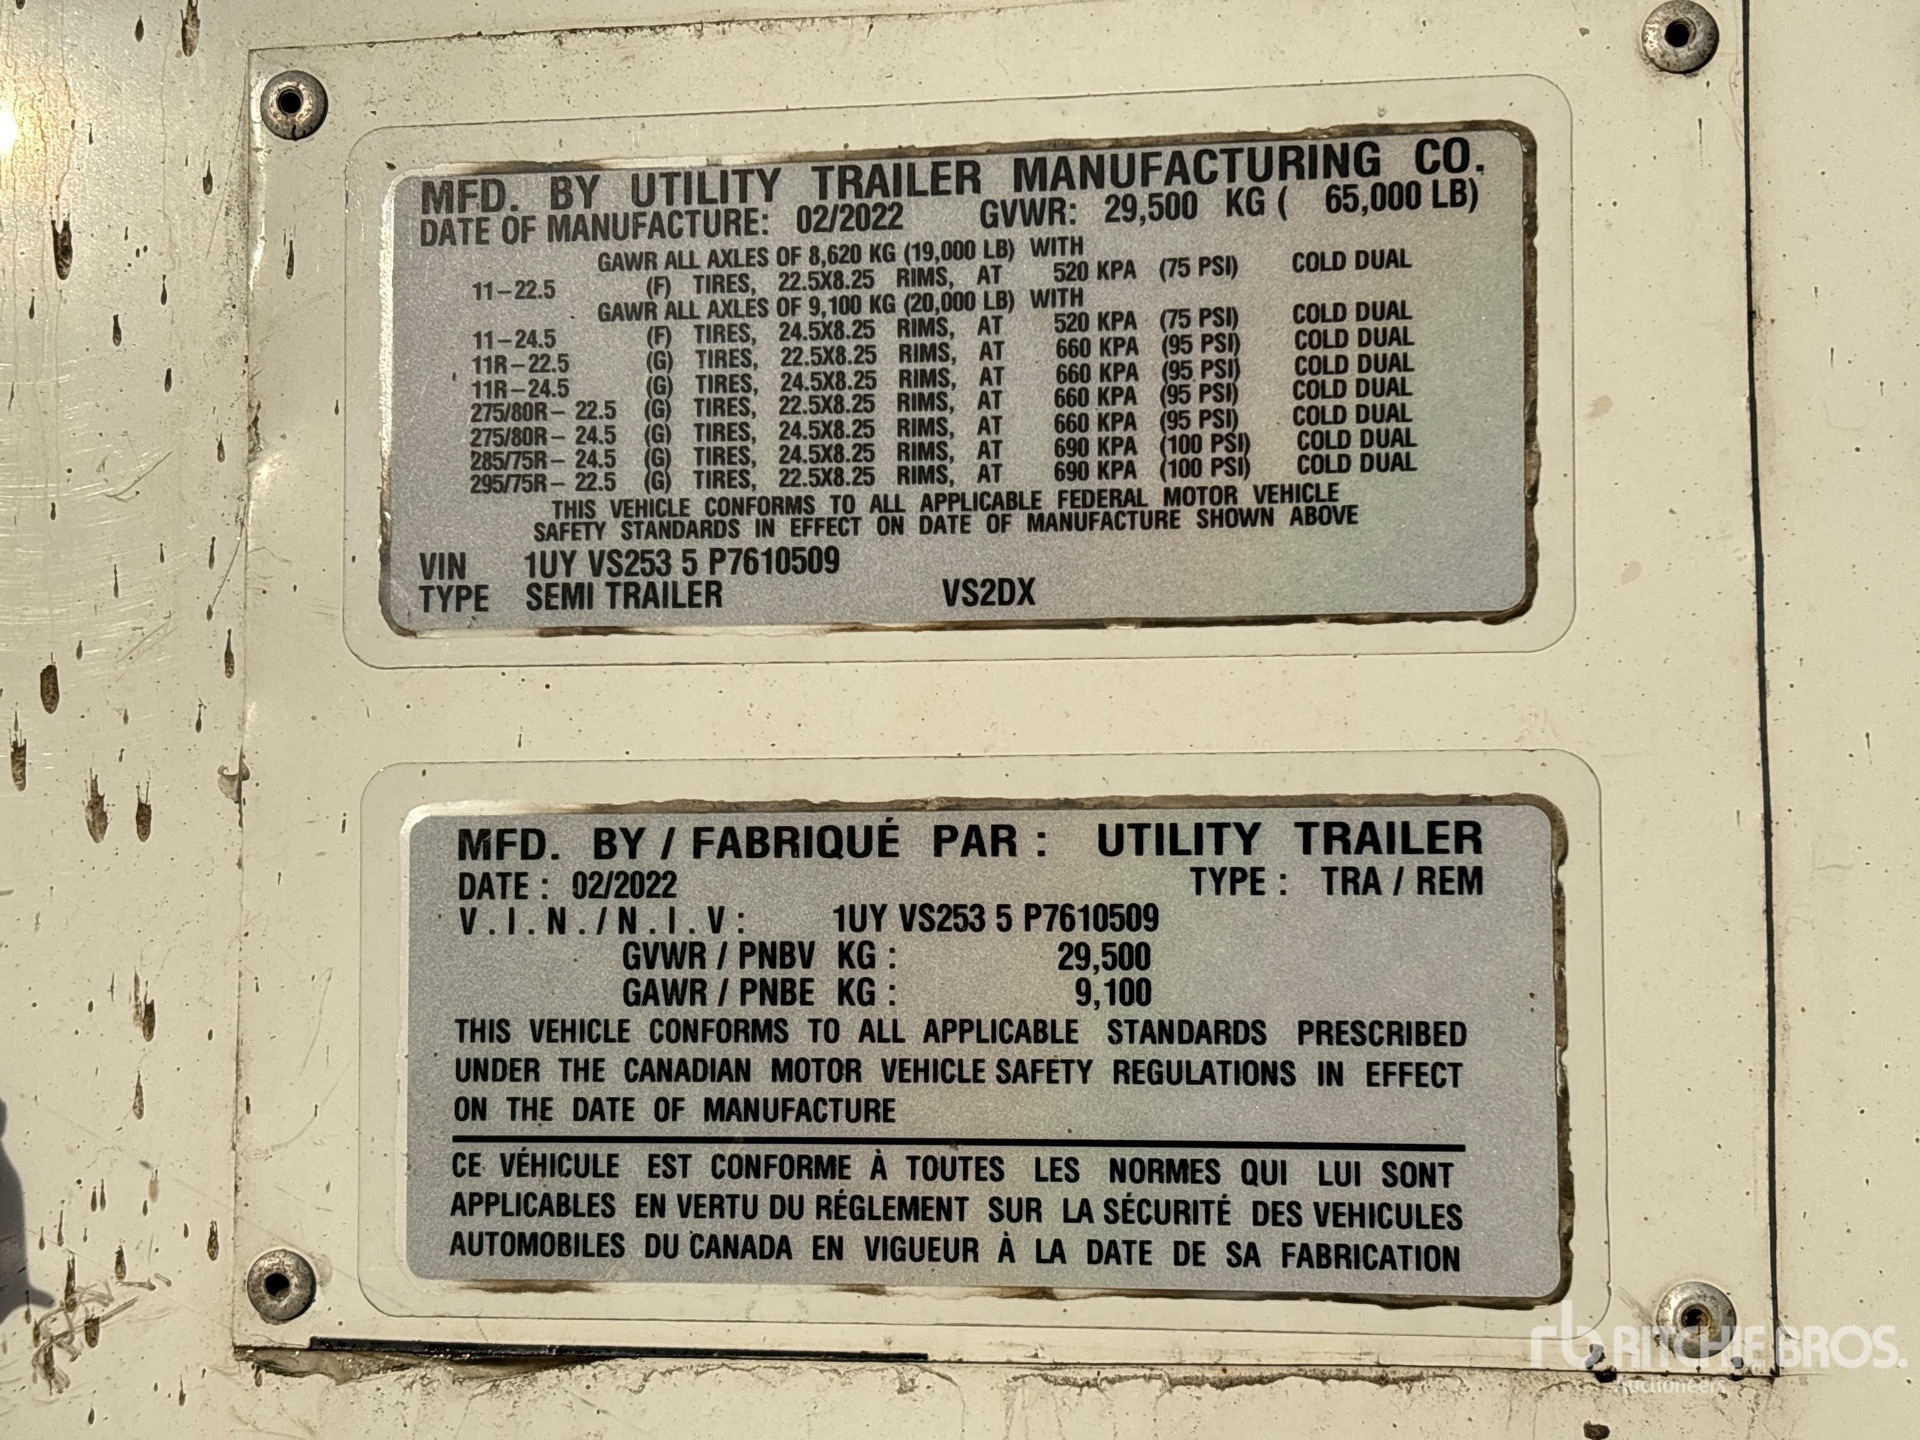 MFD. BY UTILITY TRAILER MANUFACTURING CO.
DATE OF MANUFACTURE: 02/2022 GVWR: 29,500 KG ( 65,000 LB)
GAWR ALL AXLES OF 8,620 KG (19,000 LB) WITH
11-22.5 (F) TIRES, 22.5X8.25 RIMS, AT 520 KPA (75 PSI) COLD DUAL
GAWR ALL AXLES OF 9,100 KG (20,000 LB) WITH
11-24.5 (F) TIRES, 24.5X8.25 RIMS, AT 520 KPA (75 PSI) COLD DUAL
11R-22.5 (G) TIRES, 22.5X8.25 RIMS, AT 660 KPA (95 PSI) COLD DUAL
11R-24.5 (G) TIRES, 24.5X8.25 RIMS, AT 660 KPA (95 PSI) COLD DUAL
275/80R- 22.5 (G) TIRES, 22.5X8.25 RIMS, AT 660 KPA (95 PSI) COLD DUAL
275/80R- 24.5 (G) TIRES, 24.5X8.25 RIMS, AT 660 KPA (95 PSI) COLD DUAL
285/75R- 24.5 (G) TIRES, 24.5X8.25 RIMS, AT 690 KPA (100 PSI) COLD DUAL
295/75R- 22.5 (G) TIRES, 22.5X8.25 RIMS, AT 690 KPA (100 PSI) COLD DUAL
THIS VEHICLE CONFORMS TO ALL APPLICABLE FEDERAL MOTOR VEHICLE
SAFETY STANDARDS IN EFFECT ON DATE OF MANUFACTURE SHOWN ABOVE
VIN 1UY VS253 5 P7610509
TYPE SEMI TRAILER VS2DX
MFD. BY / FABRIQUÉ PAR : UTILITY TRAILER
DATE : 02/2022 TYPE : TRA / REM
V.I.N./N.I.V: 1UY VS253 5 P7610509
GVWR / PNBV KG : 29,500
GAWR / PNBE KG : 9,100
THIS VEHICLE CONFORMS TO ALL APPLICABLE STANDARDS PRESCRIBED
UNDER THE CANADIAN MOTOR VEHICLE SAFETY REGULATIONS IN EFFECT
ON THE DATE OF MANUFACTURE
CE VÉHICULE EST CONFORME À TOUTES LES NORMES QUI LUI SONT
APPLICABLES EN VERTU DU RÉGLEMENT SUR LA SÉCURITÉ DES VEHICULES
AUTOMOBILES DU CANADA EN VIGUEUR À LA DATE DE SA FABRICATION
rb RITCHIE BROS.
Auctioneers